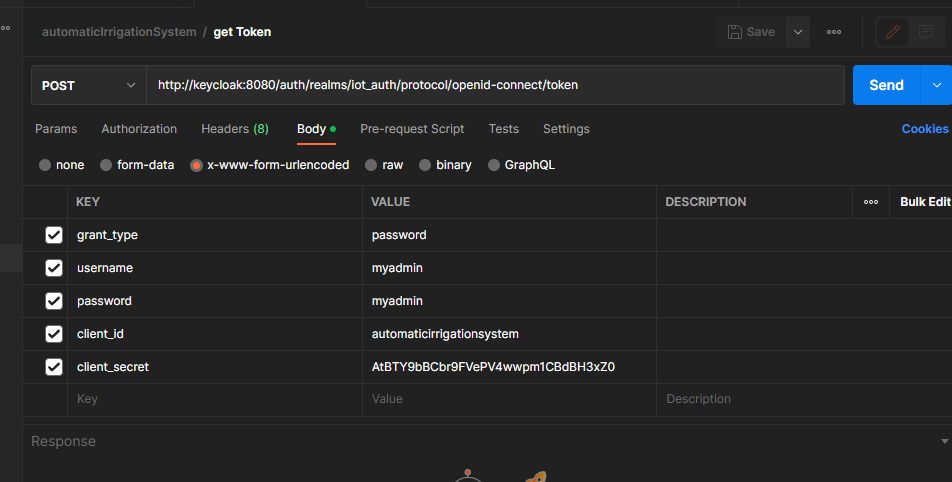 automaticIrrigationSystem / get Token
Save
POST
http://keycloak:8080/auth/realms/iot_auth/protocol/openid-connect/token
Send
Params Authorization Headers (8) Body Pre-request Script Tests Settings Cookies
none form-data x-www-form-urlencoded raw binary GraphQL
KEY VALUE DESCRIPTION Bulk Edit
grant_type password
username myadmin
password myadmin
client_id automaticirrigationsystem
client_secret AtBTY9bBCbr9FVePV4wwpm1CBdBH3xZ0
Key Value Description
Response